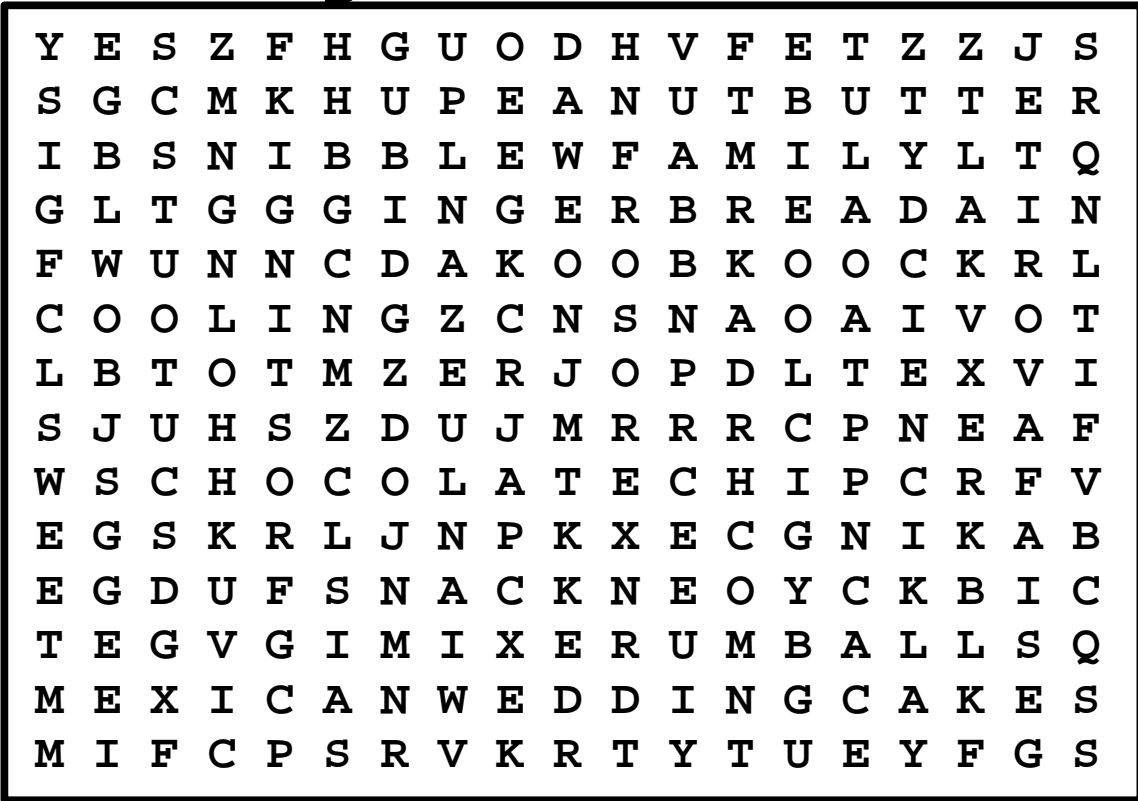 Y E S Z F H G U O D H V F E T Z Z J S
S G C M K H U P E A N U T B U T T E R
I B S N I B B L E W F A M I L Y L T Q
G L T G G G I N G E R B R E A D A I N
F W U N N C D A K O O B K O O C K R L
C O O L I N G Z C N S N A O A I V O T
L B T O T M Z E R J O P D L T E X V I
S J U H S Z D U J M R R R C P N E A F
W S C H O C O L A T E C H I P C R F V
E G S K R L J N P K X E C G N I K A B
E G D U F S N A C K N E O Y C K B I C
T E G V G I M I X E R U M B A L L S Q
M E X I C A N W E D D I N G C A K E S
M I F C P S R V K R T Y T U E Y F G S